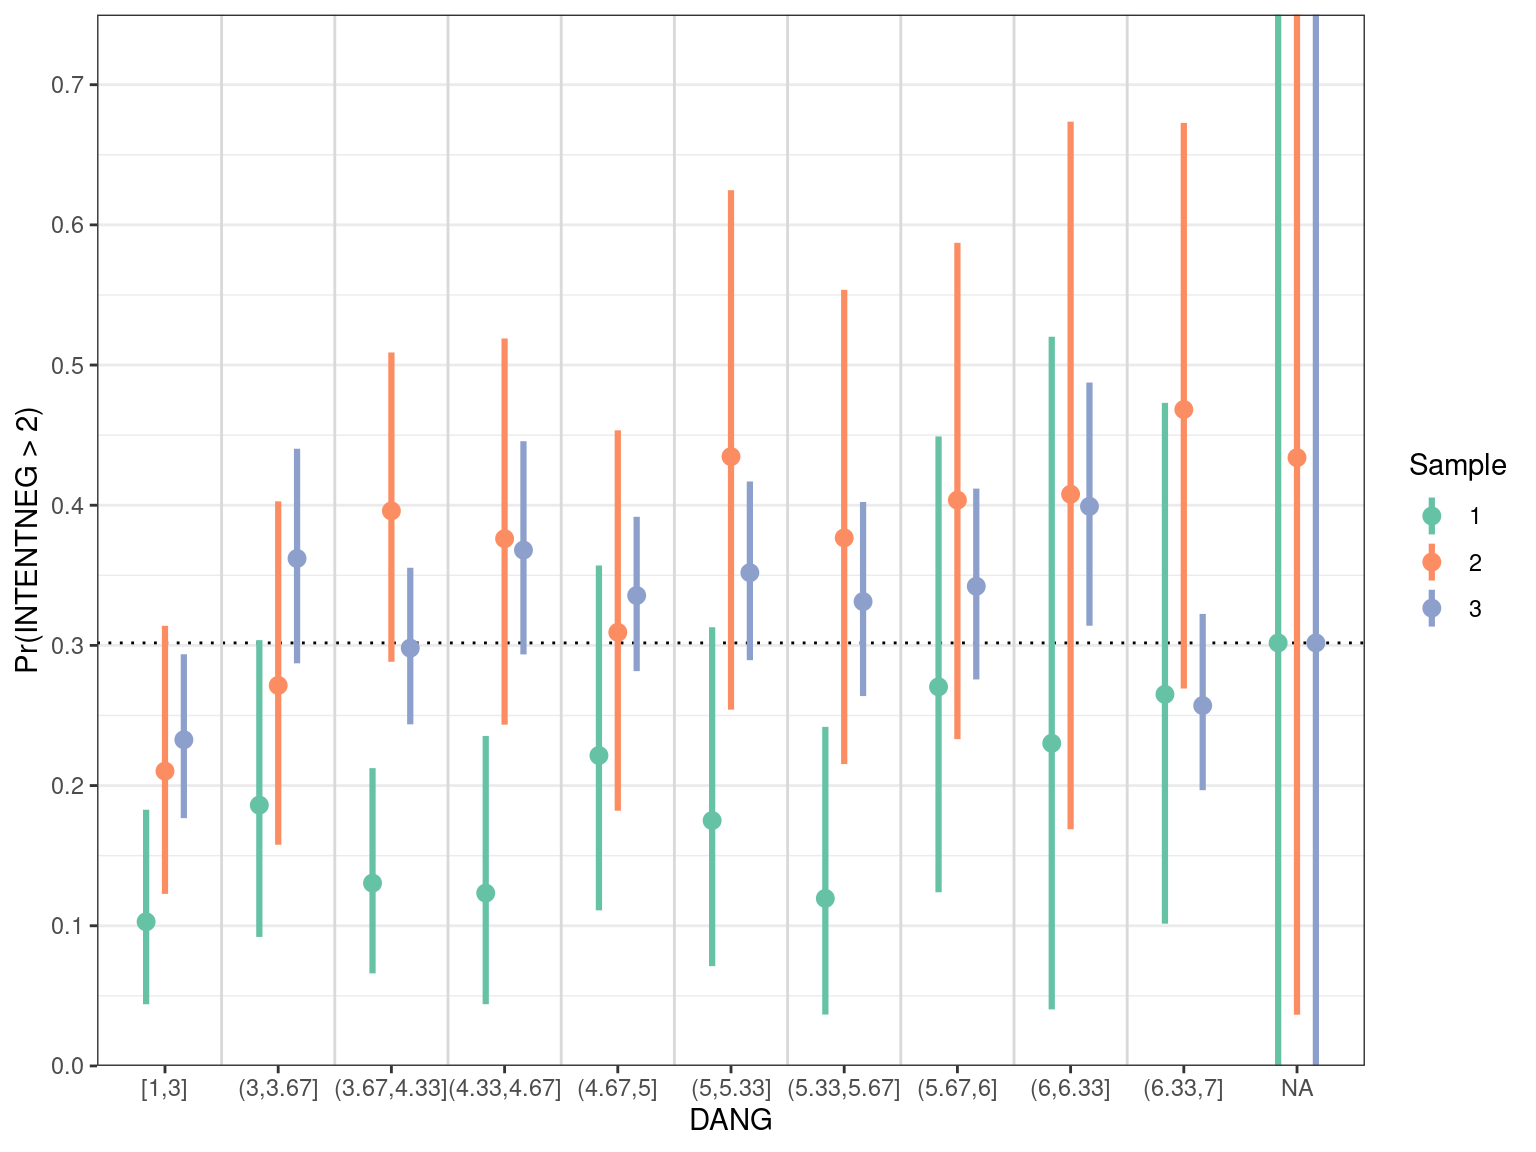 0.7
0.6
0.5
0.4
0.3
0.2
0.1
0.0
Pr(INTENTNEG > 2)
[1,3] (3,3.67] (3.67,4.33] (4.33,4.67] (4.67,5] (5,5.33] (5.33,5.67] (5.67,6] (6,6.33] (6.33,7] NA
DANG
Sample
1
2
3